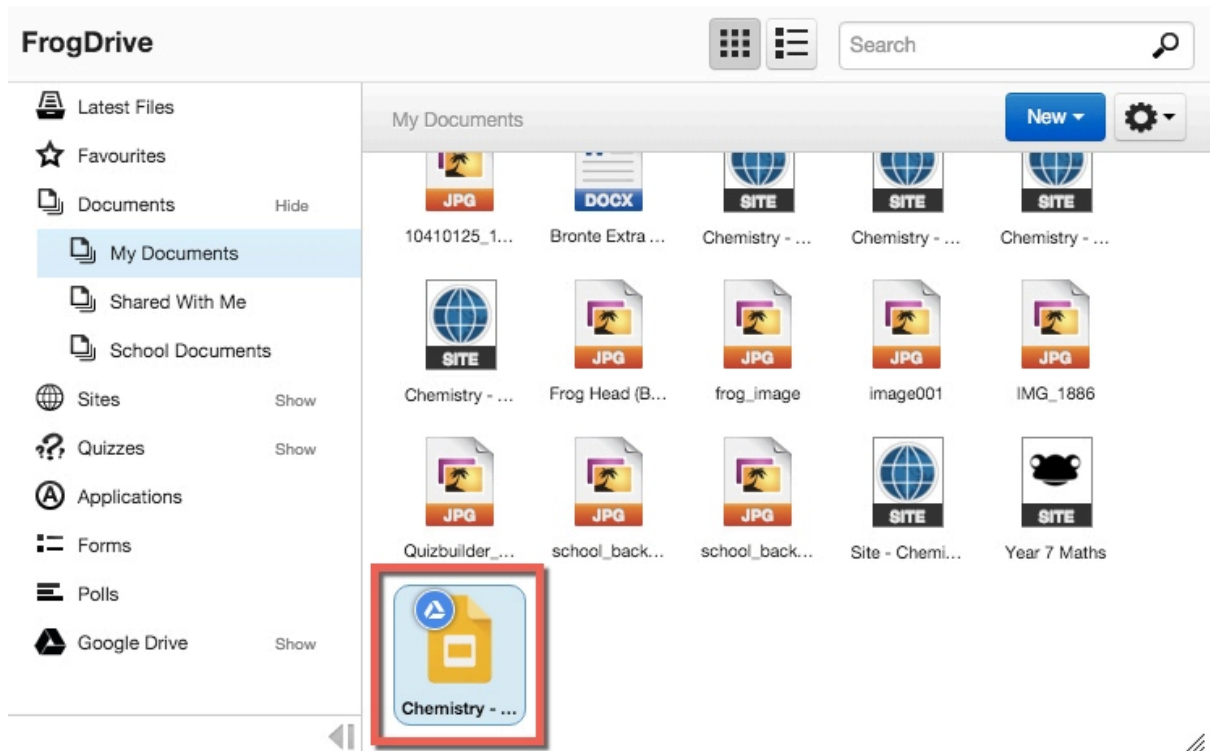 FrogDrive
Search
Latest Files
Favourites
Documents Hide
My Documents
Shared With Me
School Documents
Sites Show
Quizzes Show
Applications
Forms
Polls
Google Drive Show
My Documents
New
JPG DOCX SITE SITE SITE
10410125_1... Bronte Extra ... Chemistry - ... Chemistry - ... Chemistry - ...
SITE JPG JPG JPG JPG
Chemistry - ... Frog Head (B... frog_image image001 IMG_1886
JPG JPG JPG SITE SITE
Quizbuilder_... school_back... school_back... Site - Chemi... Year 7 Maths
Chemistry - ...